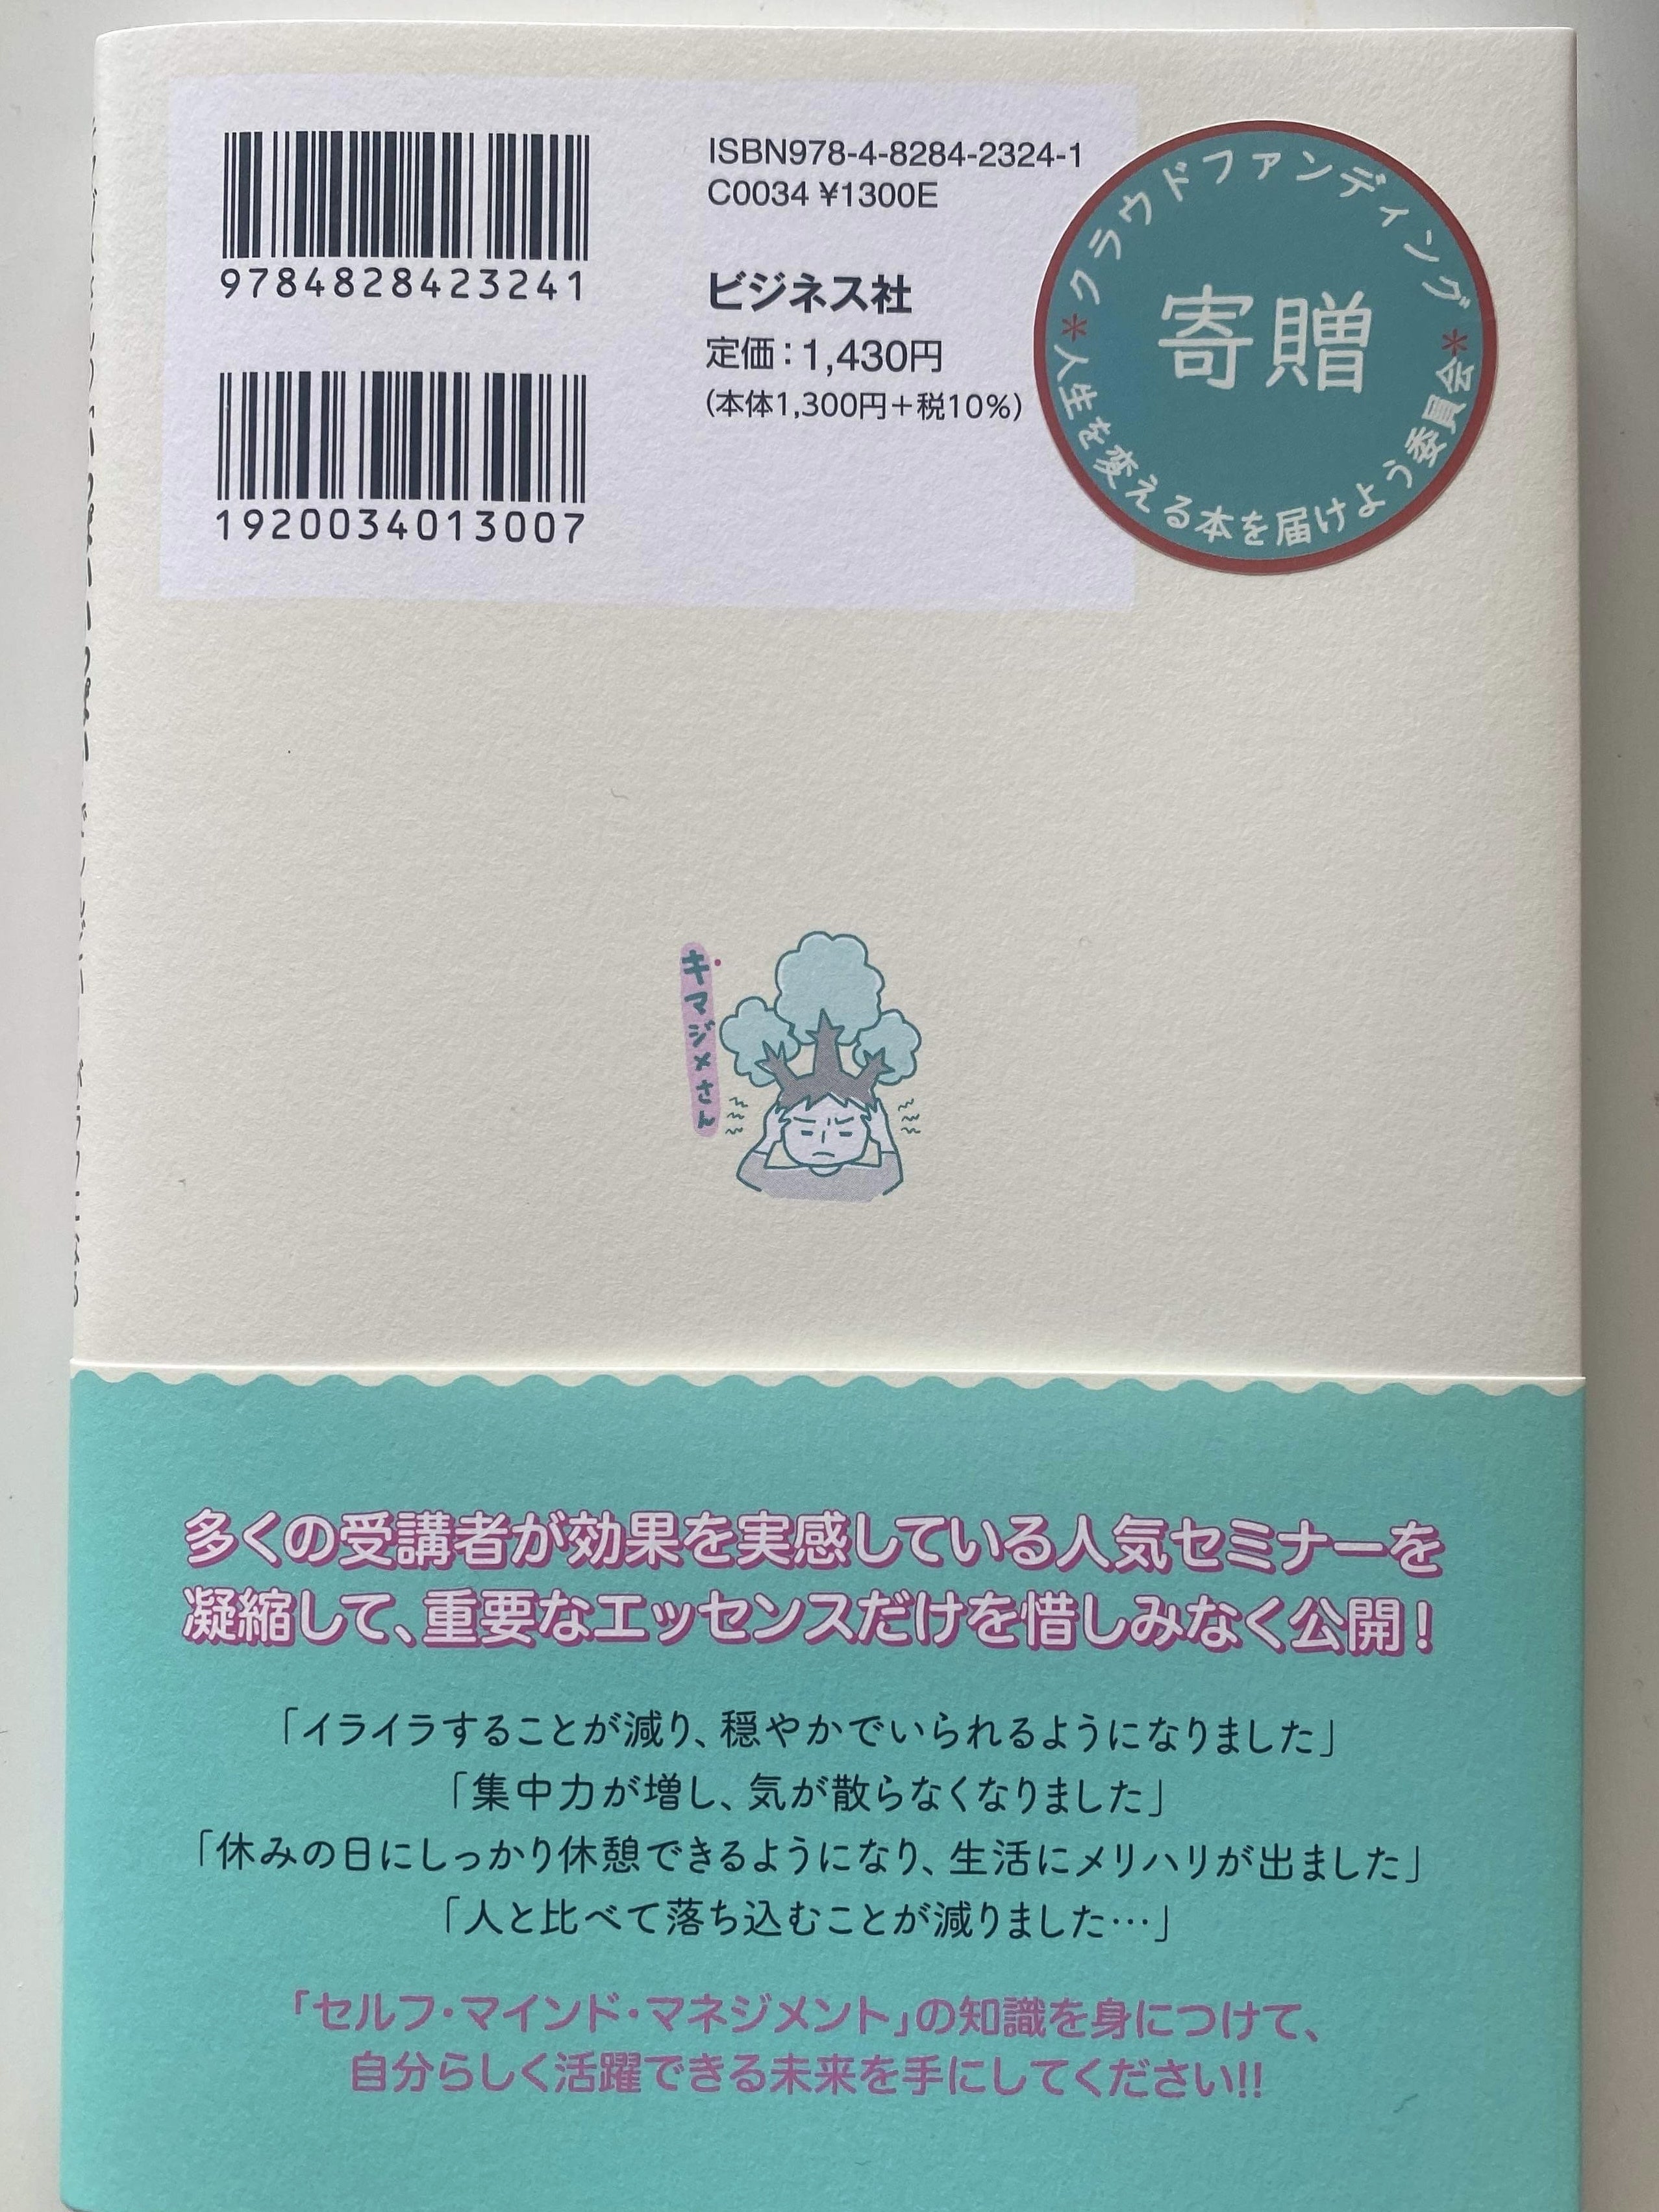 9784828423241
1920034013007
ISBN978-4-8284-2324-1
C0034 ¥1300E
ビジネス社
定価：1,430円
（本体1,300円＋税10%）
クラウドファンディング
寄贈
＊人生を変える本を届けよう委員会＊
キマジメさん
多くの受講者が効果を実感している人気セミナーを
凝縮して、重要なエッセンスだけを惜しみなく公開！
「イライラすることが減り、穏やかでいられるようになりました」
「集中力が増し、気が散らなくなりました」
「休みの日にしっかり休憩できるようになり、生活にメリハリが出ました」
「人と比べて落ち込むことが減りました…」
「セルフ・マインド・マネジメント」の知識を身につけて、
自分らしく活躍できる未来を手にしてください!!